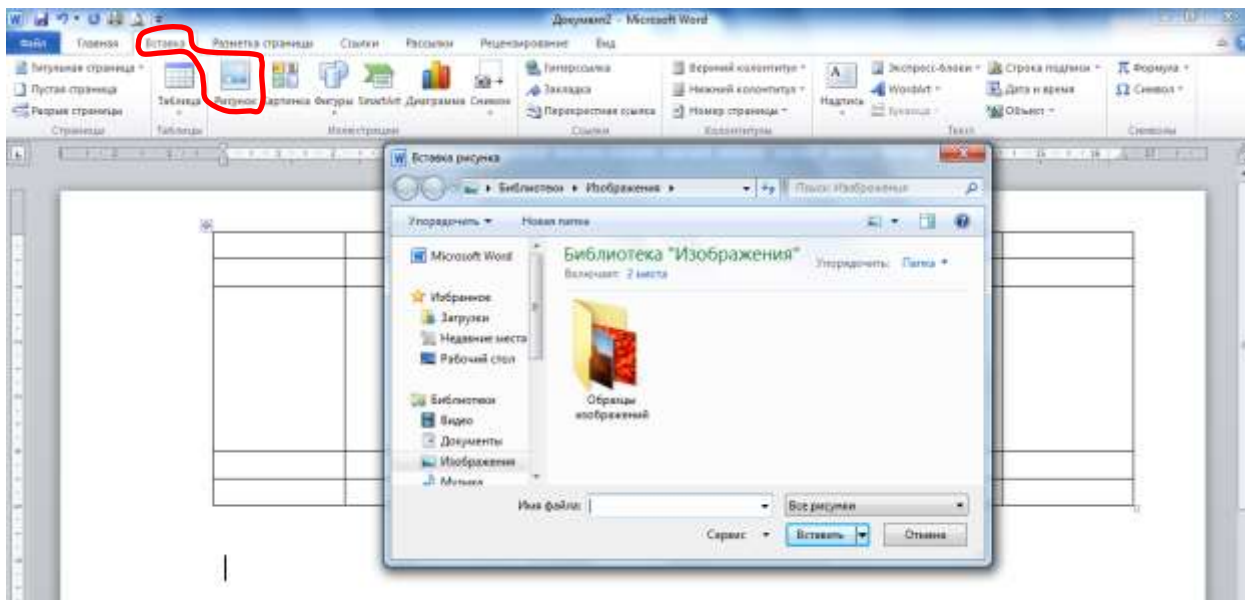 Документ2 - Microsoft Word
Файл Главная Вставка Разметка страницы Ссылки Рассылки Рецензирование Вид
Титульная страница
Пустая страница
Разрыв страницы
Страницы
Таблица
Таблицы
Рисунок Картинка Фигуры SmartArt Диаграмма Снимок
Иллюстрации
Гиперссылка
Закладка
Перекрестная ссылка
Ссылки
Верхний колонтитул
Нижний колонтитул
Номер страницы
Колонтитулы
Надпись
Экспресс-блоки
WordArt
Буквица
Строка подписи
Дата и время
Объект
Текст
Формула
Символ
Символы
Вставка рисунка
Библиотеки Изображения
Поиск: Изображения
Упорядочить Новая папка
Microsoft Word
Избранное
Загрузки
Недавние места
Рабочий стол
Библиотеки
Видео
Документы
Изображения
Музыка
Библиотека "Изображения"
Включает: 2 места
Упорядочить: Папка
Образцы
изображений
Имя файла:
Все рисунки
Сервис
Вставить
Отмена